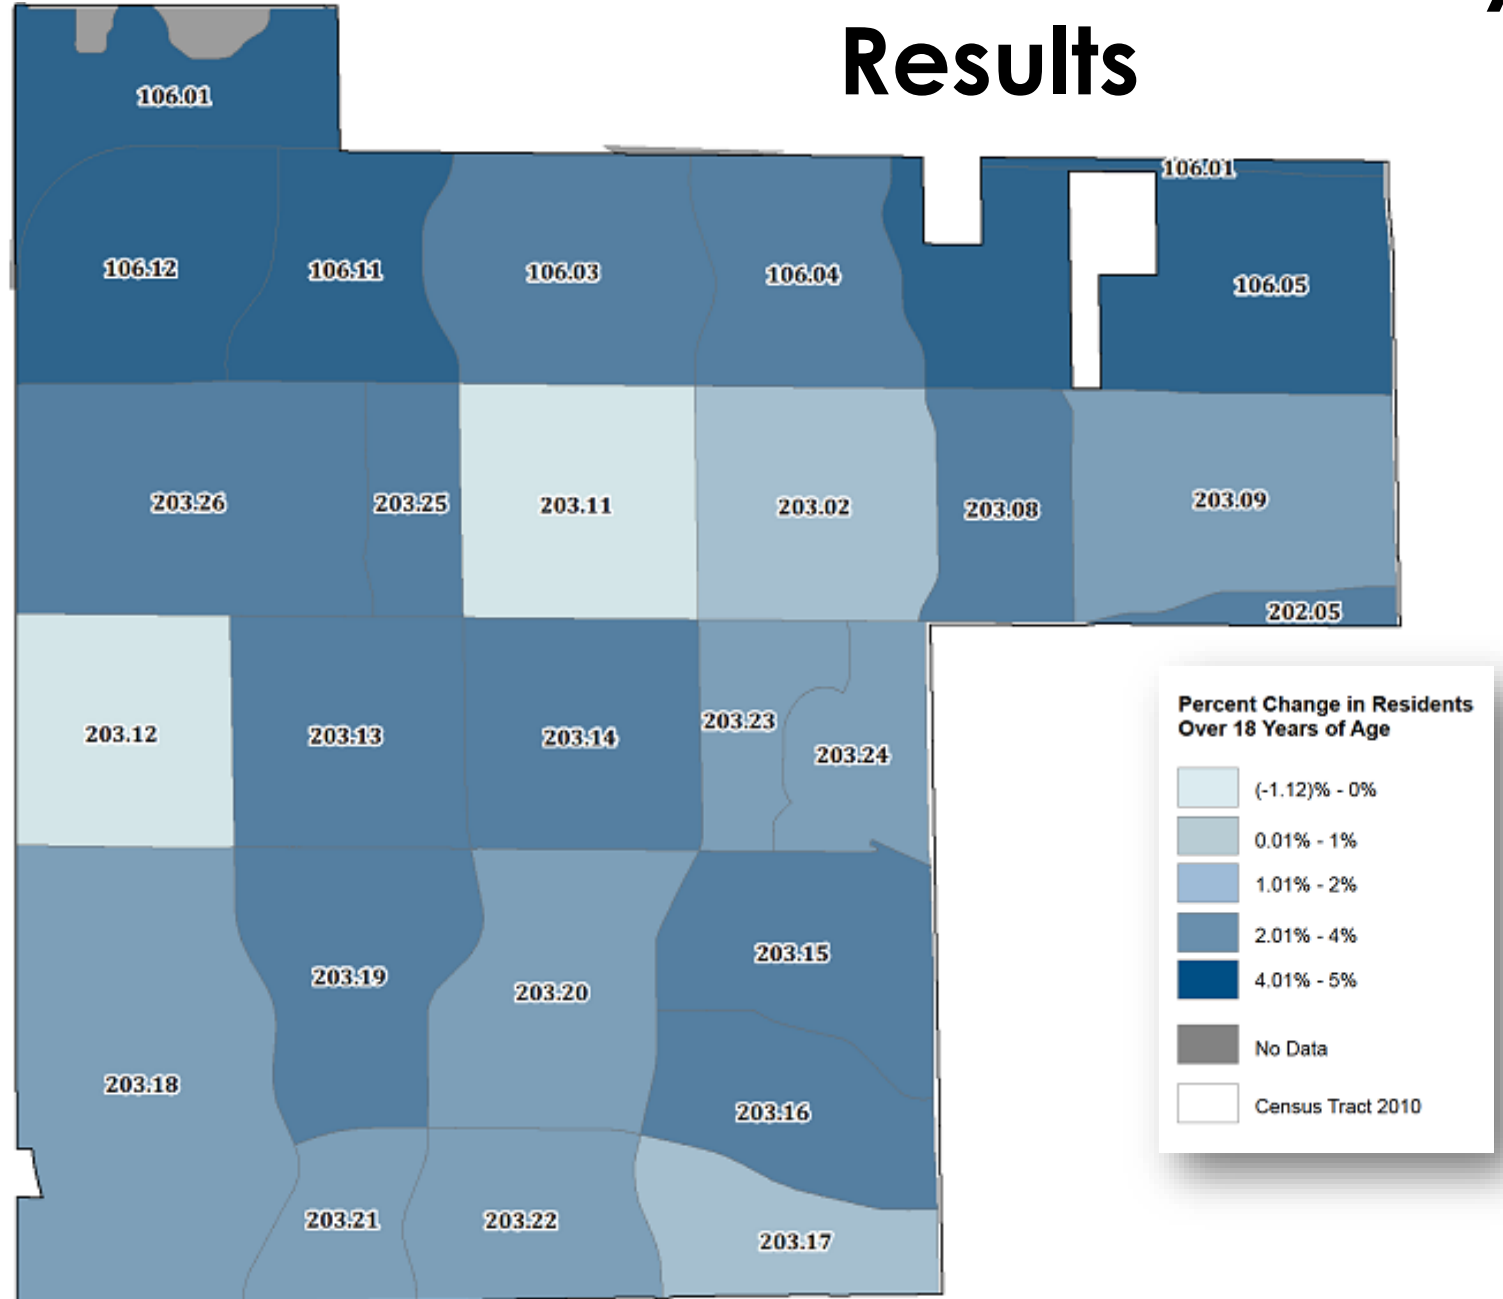 Results
106.01
106.01
106.12
106.11
106.03
106.04
106.05
203.26
203.25
203.11
203.02
203.08
203.09
202.05
203.12
203.13
203.14
203.23
203.24
203.19
203.20
203.15
203.18
203.16
203.21
203.22
203.17
Percent Change in Residents
Over 18 Years of Age
(-1.12)% - 0%
0.01% - 1%
1.01% - 2%
2.01% - 4%
4.01% - 5%
No Data
Census Tract 2010